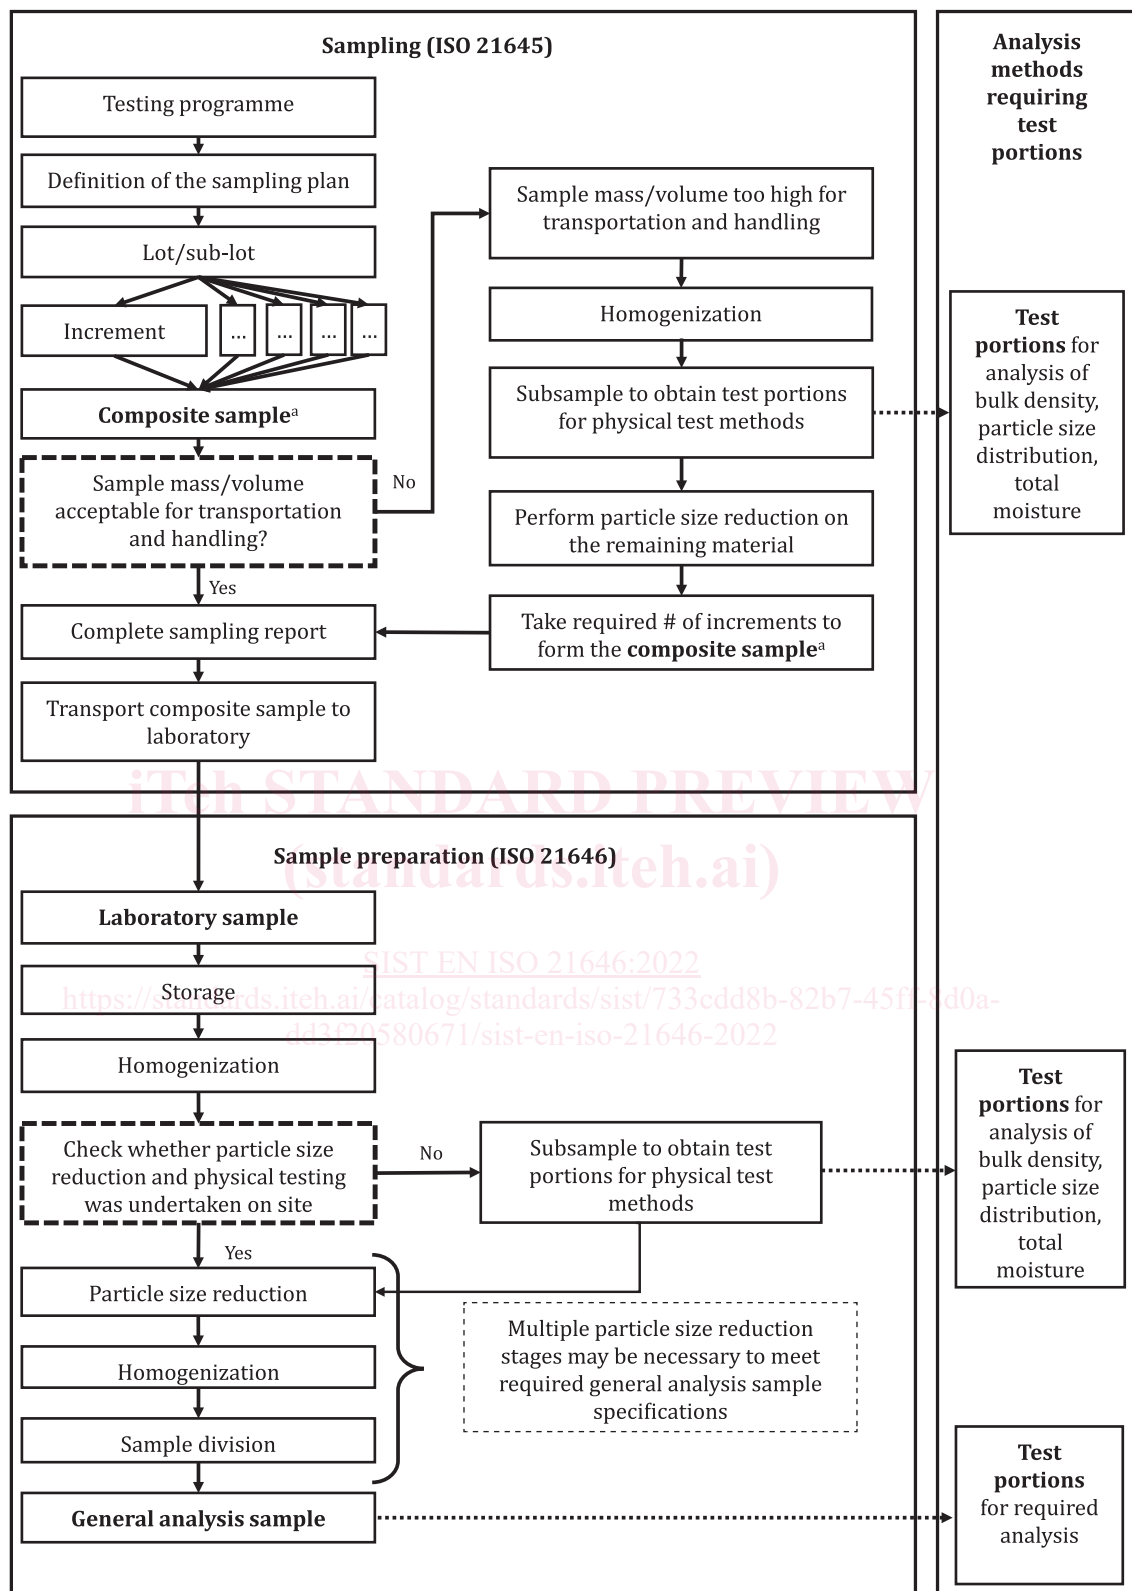 Sampling (ISO 21645)
Testing programme
Definition of the sampling plan
Lot/sub-lot
Increment
...
...
...
...
Composite sampleᵃ
Sample mass/volume
acceptable for transportation
and handling?
No
Yes
Complete sampling report
Transport composite sample to
laboratory
Sample mass/volume too high for
transportation and handling
Homogenization
Subsample to obtain test portions
for physical test methods
Perform particle size reduction on
the remaining material
Take required # of increments to
form the composite sampleᵃ
Analysis
methods
requiring
test
portions
Test
portions for
analysis of
bulk density,
particle size
distribution,
total
moisture
iTeh STANDARD PREVIEW
(standards.iteh.ai)
Sample preparation (ISO 21646)
Laboratory sample
SIST EN ISO 21646:2022
https://standards.iteh.ai/catalog/standards/sist/733cdd8b-82b7-45ff-8d0a-
dd3f20580671/sist-en-iso-21646-2022
Storage
Homogenization
Check whether particle size
reduction and physical testing
was undertaken on site
No
Subsample to obtain test
portions for physical test
methods
Yes
Particle size reduction
Homogenization
Sample division
General analysis sample
Multiple particle size reduction
stages may be necessary to meet
required general analysis sample
specifications
Test
portions for
analysis of
bulk density,
particle size
distribution,
total
moisture
Test
portions
for required
analysis